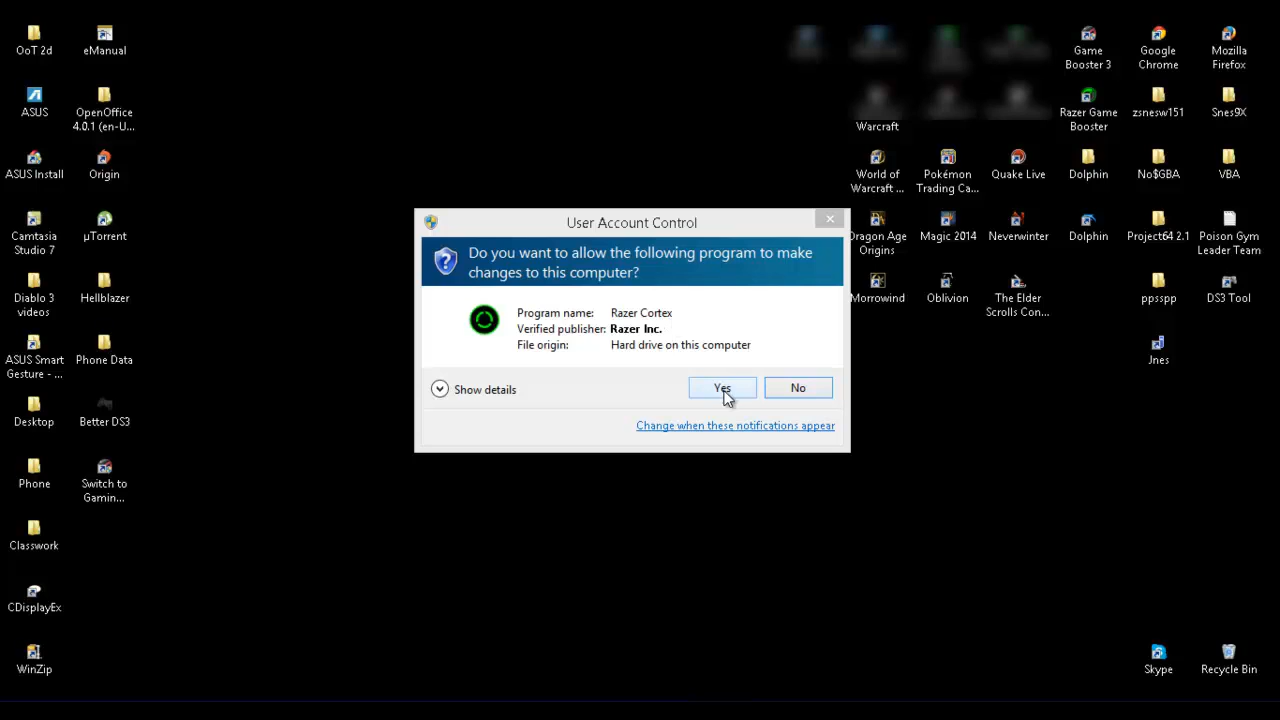 OoT 2d
eManual
Game
Booster 3
Google
Chrome
Mozilla
Firefox
ASUS
OpenOffice
4.0.1 (en-U...
Warcraft
Razer Game
Booster
zsnesw151
Snes9X
ASUS Install
Origin
World of
Warcraft ...
Pokémon
Trading Ca...
Quake Live
Dolphin
No$GBA
VBA
Camtasia
Studio 7
µTorrent
Dragon Age
Origins
Magic 2014
Neverwinter
Dolphin
Project64 2.1
Poison Gym
Leader Team
Diablo 3
videos
Hellblazer
Morrowind
Oblivion
The Elder
Scrolls Con...
ppsspp
DS3 Tool
ASUS Smart
Gesture - ...
Phone Data
Jnes
Desktop
Better DS3
Phone
Switch to
Gamin...
Classwork
CDisplayEx
WinZip
Skype
Recycle Bin
User Account Control
Do you want to allow the following program to make
changes to this computer?
Program name: Razer Cortex
Verified publisher: Razer Inc.
File origin: Hard drive on this computer
Show details
Yes
No
Change when these notifications appear